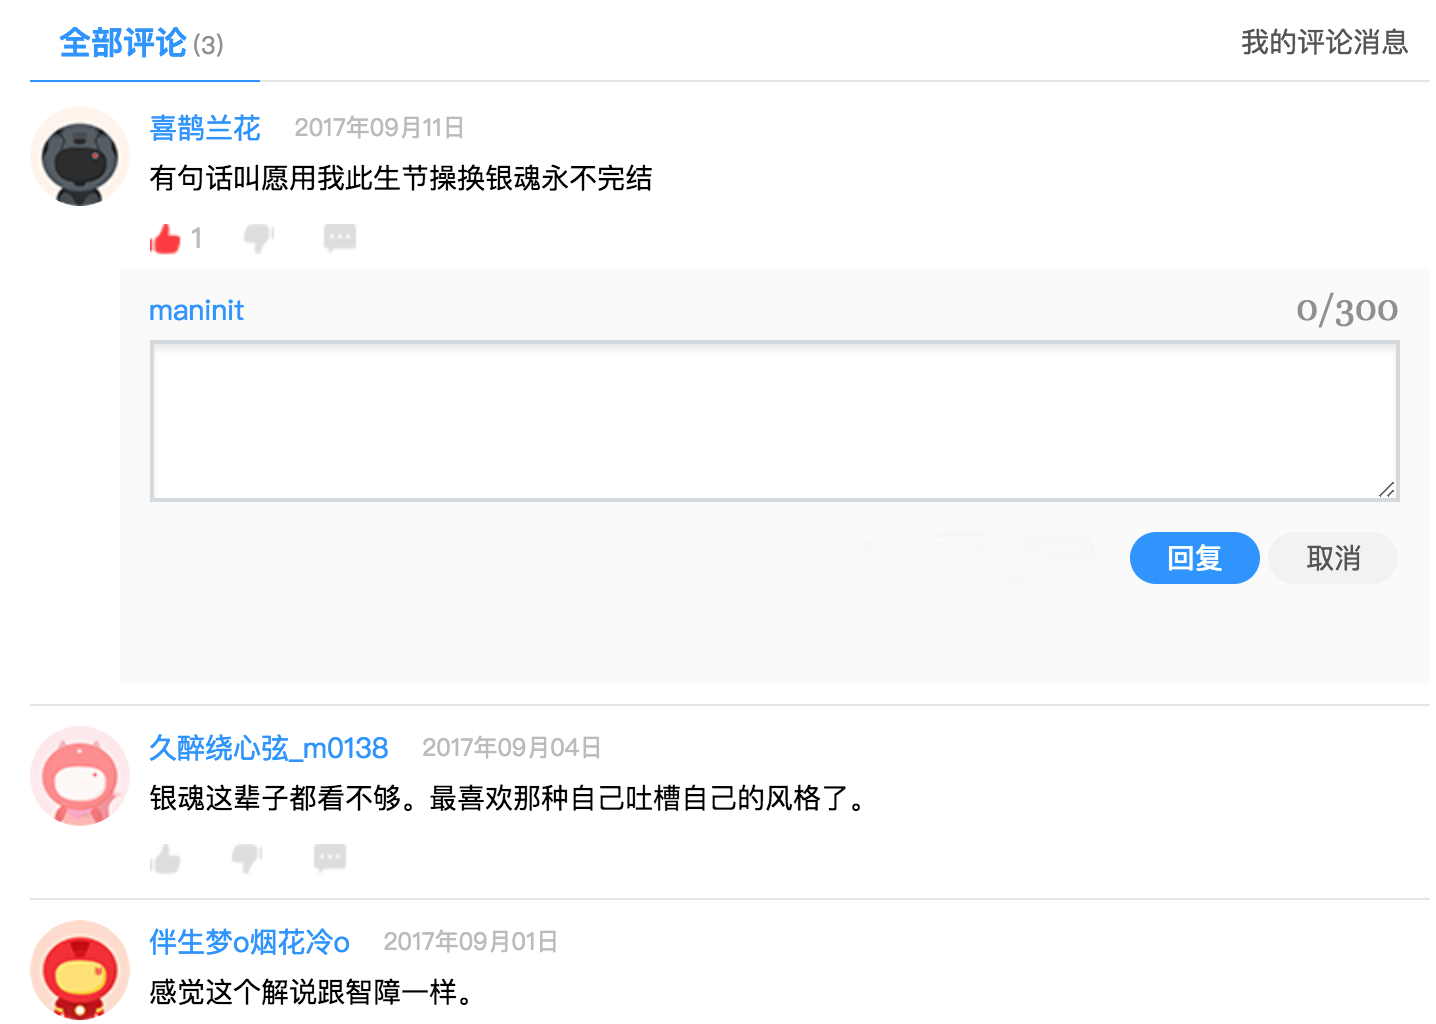 全部评论 (3) 我的评论消息
喜鹊兰花 2017年09月11日
有句话叫愿用我此生节操换银魂永不完结
1
maninit 0/300
回复 取消
久醉绕心弦_m0138 2017年09月04日
银魂这辈子都看不够。最喜欢那种自己吐槽自己的风格了。
伴生梦o烟花冷o 2017年09月01日
感觉这个解说跟智障一样。